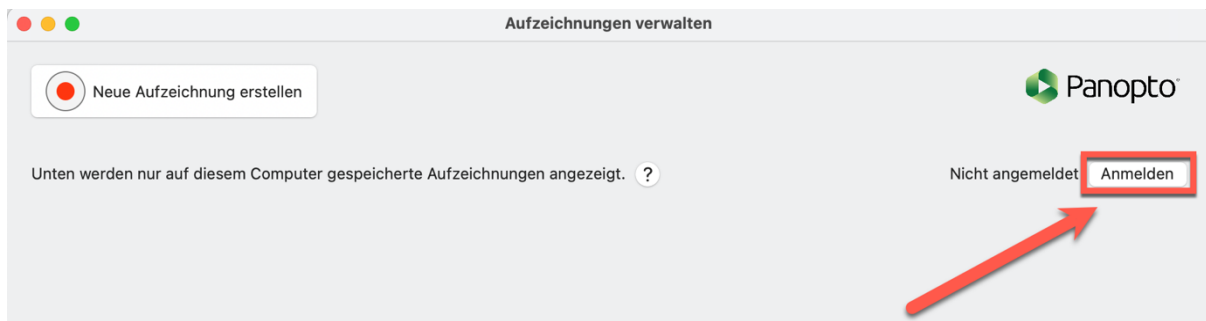 Aufzeichnungen verwalten
Neue Aufzeichnung erstellen
Panopto
Unten werden nur auf diesem Computer gespeicherte Aufzeichnungen angezeigt. ?
Nicht angemeldet Anmelden